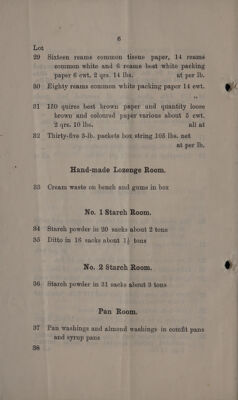 6
Lot
29 Sixteen reams common tissue paper, 14 reams
common white and 6 reams best white packing
paper 6 cwt. 2 qrs. 14 lbs. at per lb.
30 Eighty reams common white packing paper 14 cwt.
„
31 150 quires best brown paper and quantity loose
brown and coloured paper various about 5 cwt.
2 qrs. 10 lbs. all at
32 Thirty-five 3-lb. packets box string 105 lbs. net
at per lb.
Hand-made Lozenge Room.
33 Cream waste on bench and gums in box
No. 1 Starch Room.
34 Starch powder in 20 sacks about 2 tons
35 Ditto in 16 sacks about 1½ tons
No. 2 Starch Room.
36 Starch powder in 31 sacks about 3 tons
Pan Room.
37 Pan washings and almond washings in comfit pans
and syrup pans
38